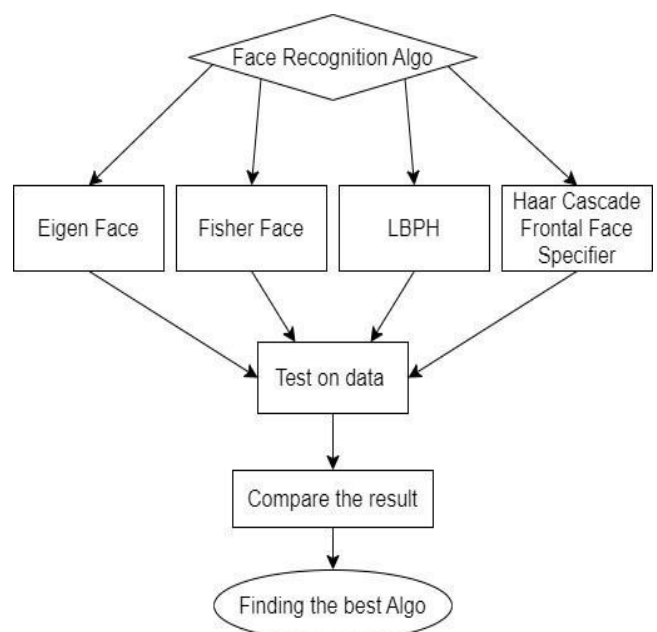 Face Recognition Algo
Eigen Face
Fisher Face
LBPH
Haar Cascade
Frontal Face
Specifier
Test on data
Compare the result
Finding the best Algo